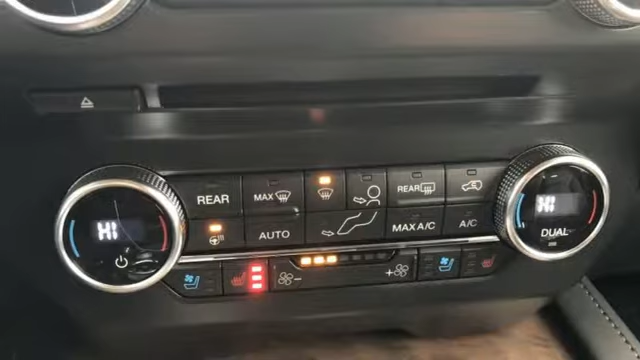 REAR MAX REAR
HI HI
AUTO MAX A/C A/C DUAL
- +